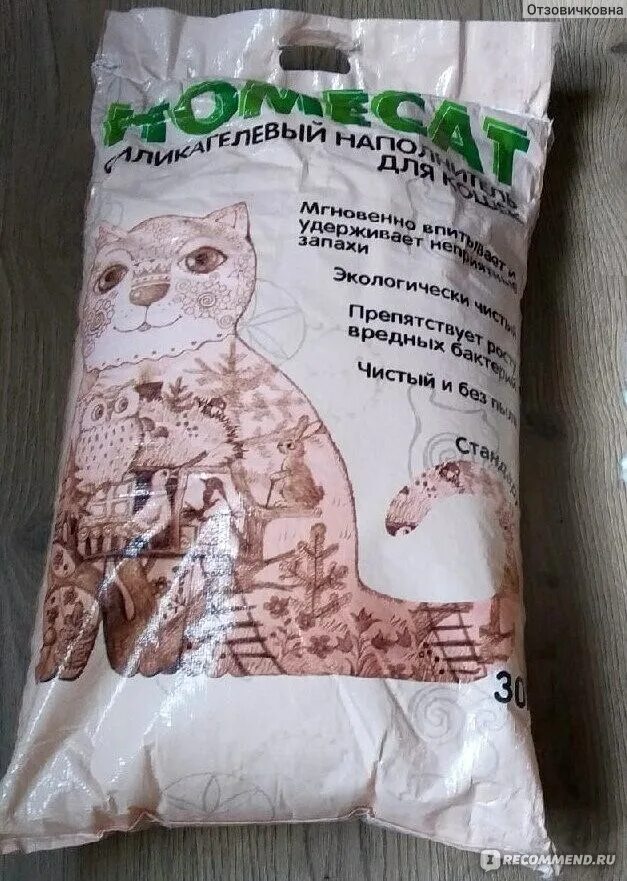 Отзовичковна
HOMECAT
СИЛИКАГЕЛЕВЫЙ НАПОЛНИТЕЛЬ
ДЛЯ КОШЕК
Мгновенно впитывает и
удерживает неприятные
запахи
Экологически чистый
Препятствует росту
вредных бактерий
Чистый и без пыли
Станда
30
RECOMMEND.RU